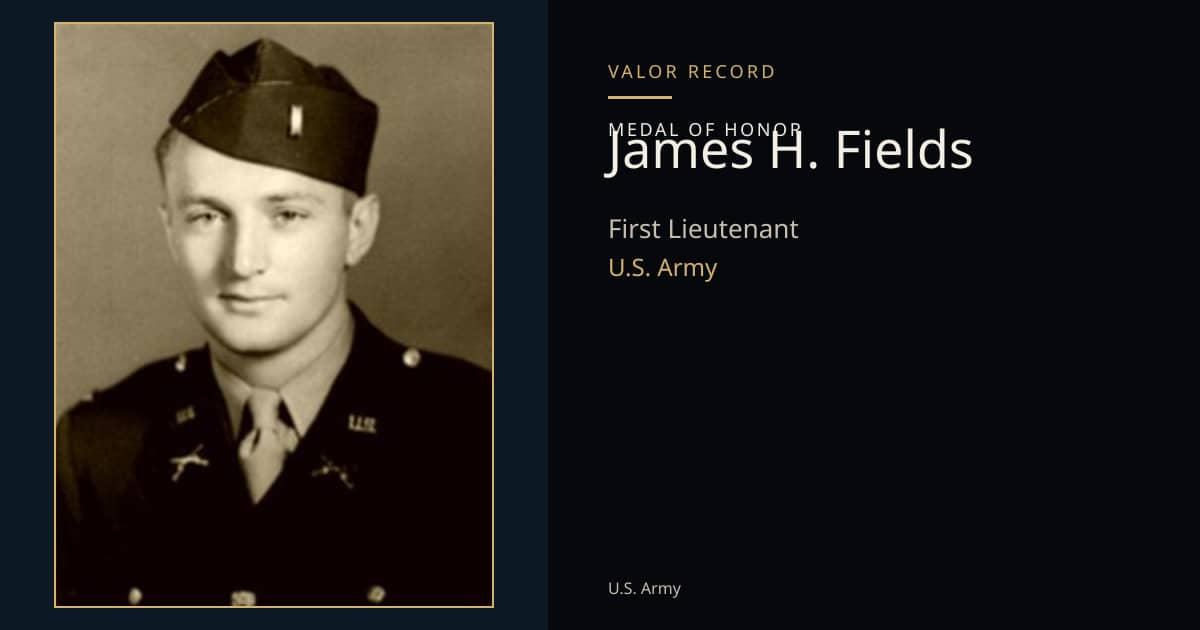 VALOR RECORD
MEDAL OF HONOR
James H. Fields
First Lieutenant
U.S. Army
U.S. Army
U.S.